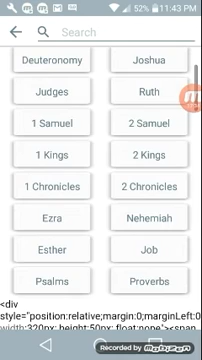 52% 11:43 PM
Search
Deuteronomy Joshua
Judges Ruth
1 Samuel 2 Samuel
1 Kings 2 Kings
1 Chronicles 2 Chronicles
Ezra Nehemiah
Esther Job
Psalms Proverbs
<div
style="position:relative;margin:0;marginLeft:0
width:320px; height:50px; float:none"><span
Recorded by